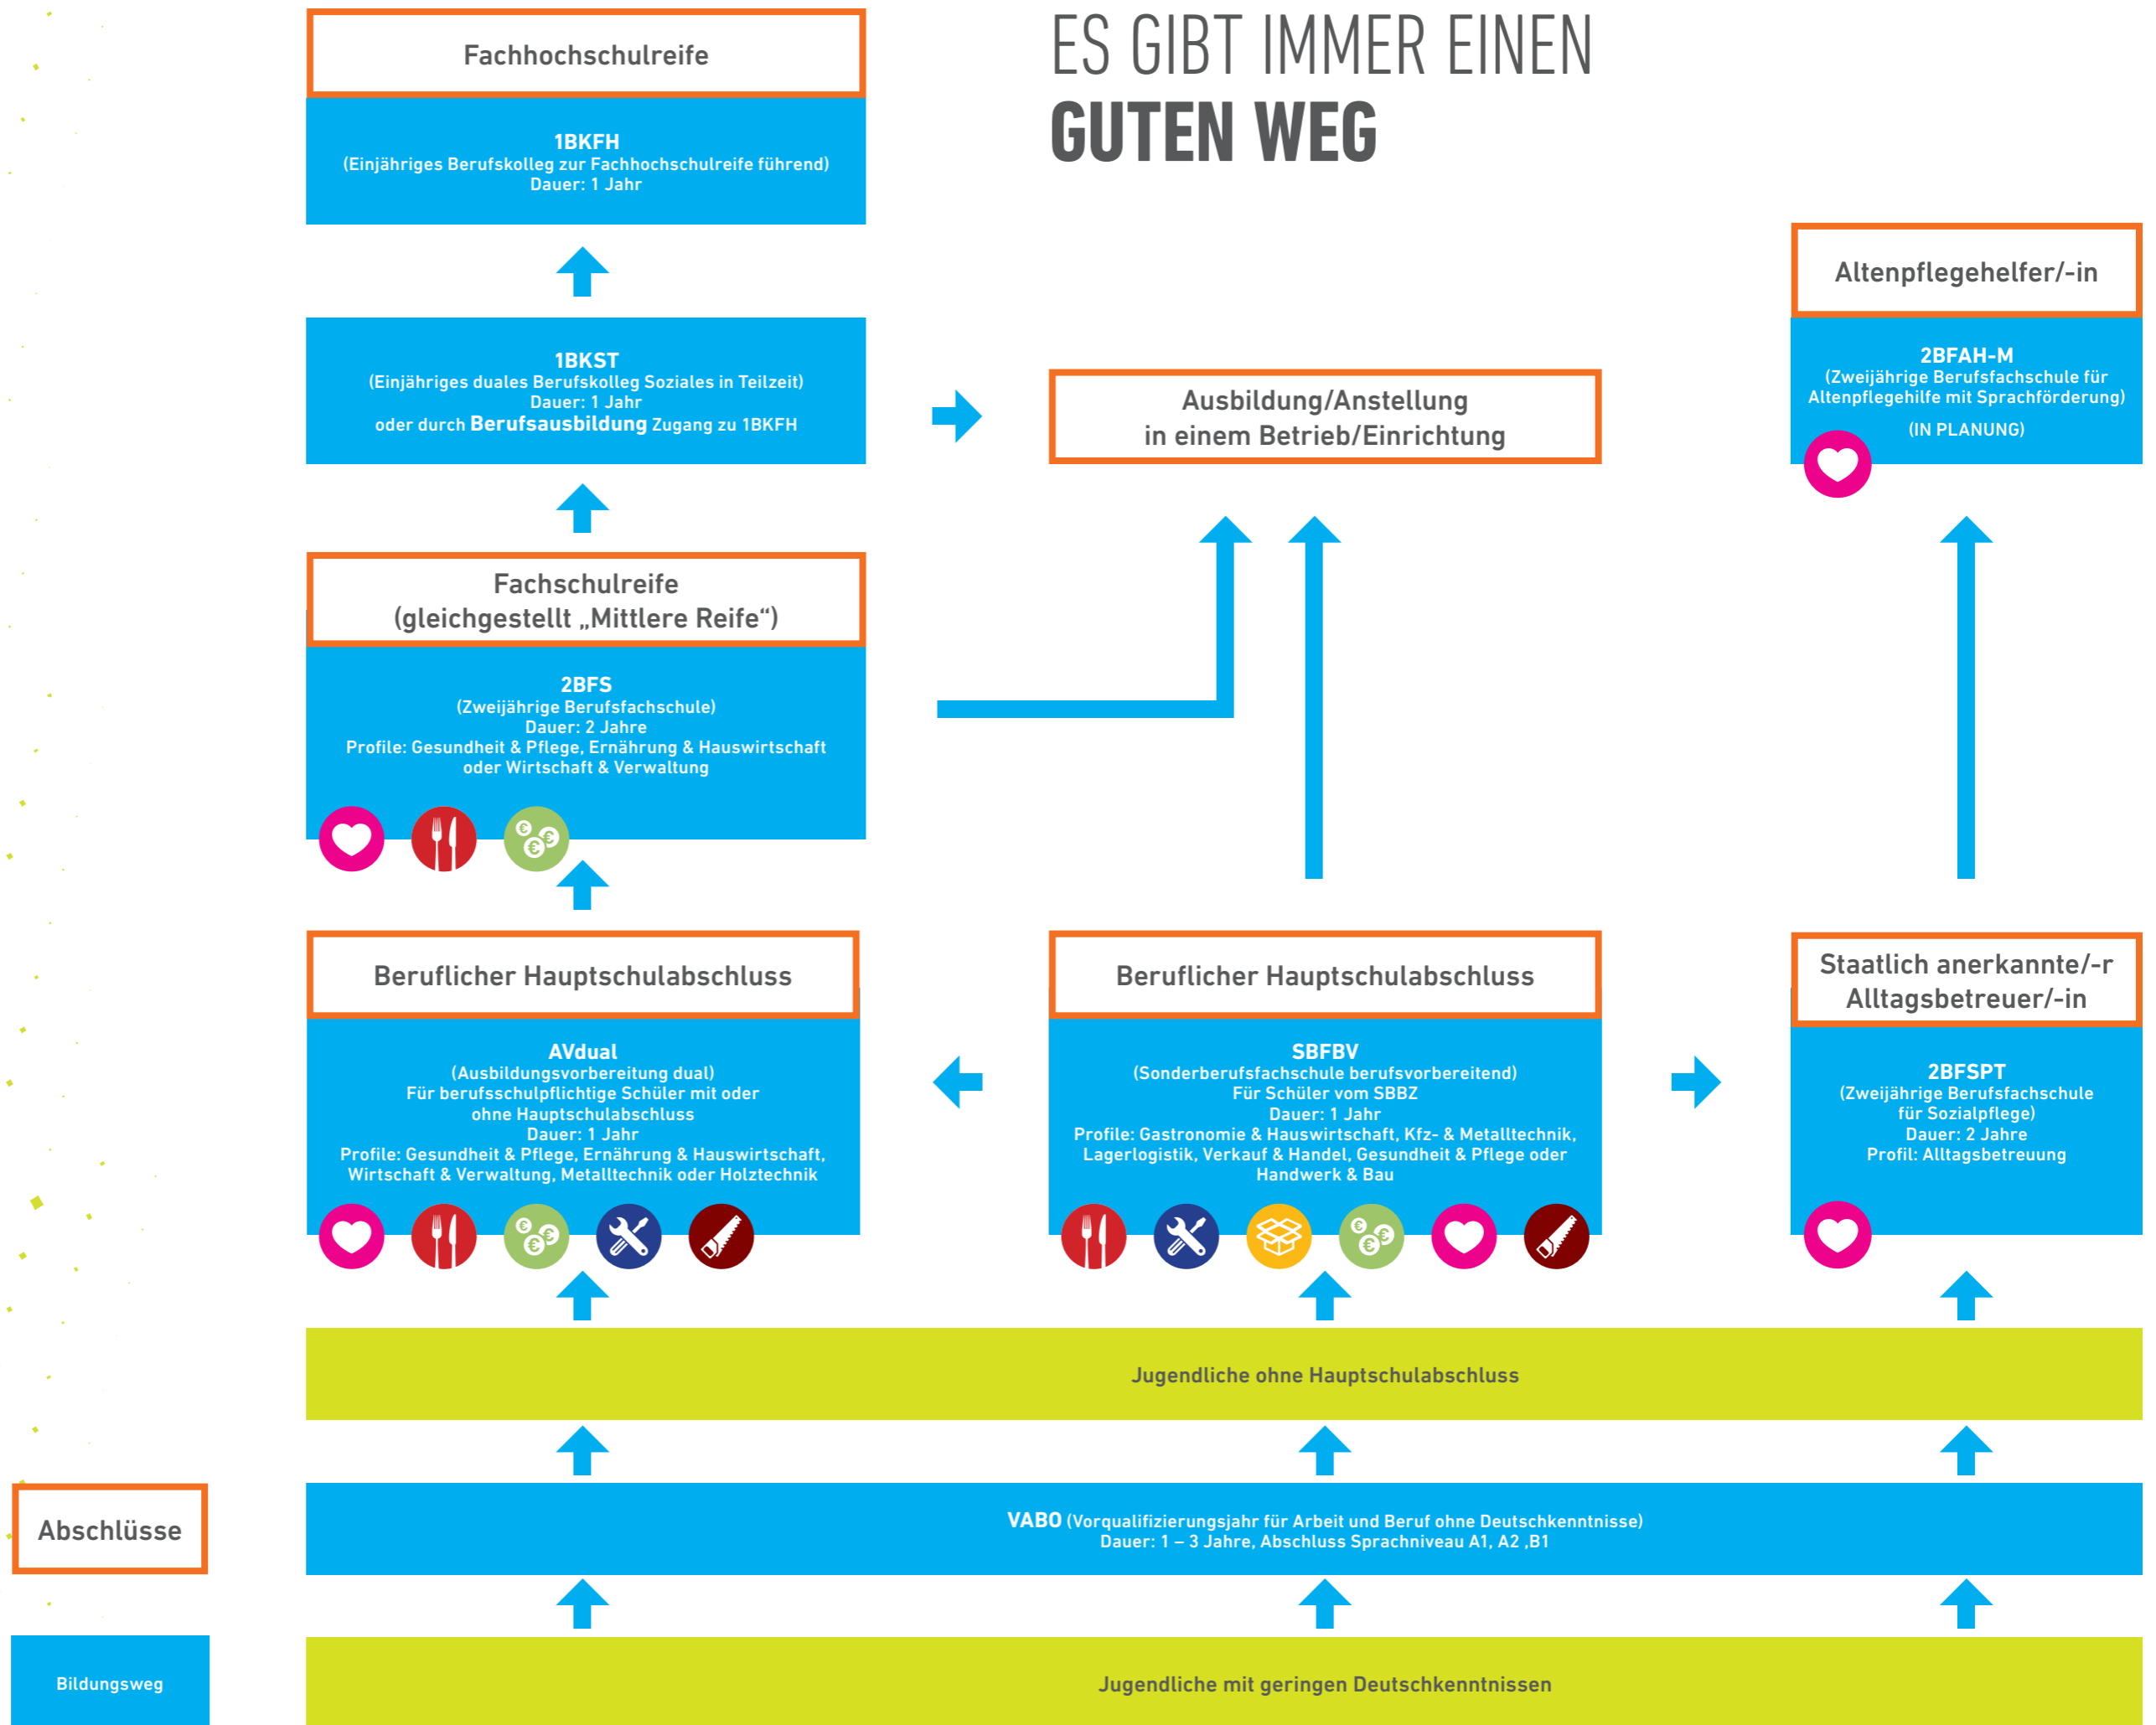 ES GIBT IMMER EINEN
GUTEN WEG
Fachhochschulreife
1BKFH
(Einjähriges Berufskolleg zur Fachhochschulreife führend)
Dauer: 1 Jahr
1BKST
(Einjähriges duales Berufskolleg Soziales in Teilzeit)
Dauer: 1 Jahr
oder durch Berufsausbildung Zugang zu 1BKFH
Ausbildung/Anstellung
in einem Betrieb/Einrichtung
Altenpflegehelfer/-in
2BFAH-M
(Zweijährige Berufsfachschule für
Altenpflegehilfe mit Sprachförderung)
(IN PLANUNG)
Fachschulreife
(gleichgestellt „Mittlere Reife“)
2BFS
(Zweijährige Berufsfachschule)
Dauer: 2 Jahre
Profile: Gesundheit & Pflege, Ernährung & Hauswirtschaft
oder Wirtschaft & Verwaltung
Beruflicher Hauptschulabschluss
AVdual
(Ausbildungsvorbereitung dual)
Für berufsschulpflichtige Schüler mit oder
ohne Hauptschulabschluss
Dauer: 1 Jahr
Profile: Gesundheit & Pflege, Ernährung & Hauswirtschaft,
Wirtschaft & Verwaltung, Metalltechnik oder Holztechnik
Beruflicher Hauptschulabschluss
SBFBV
(Sonderberufsfachschule berufsvorbereitend)
Für Schüler vom SBBZ
Dauer: 1 Jahr
Profile: Gastronomie & Hauswirtschaft, Kfz- & Metalltechnik,
Lagerlogistik, Verkauf & Handel, Gesundheit & Pflege oder
Handwerk & Bau
Staatlich anerkannte/-r
Alltagsbetreuer/-in
2BFSPT
(Zweijährige Berufsfachschule
für Sozialpflege)
Dauer: 2 Jahre
Profil: Alltagsbetreuung
Jugendliche ohne Hauptschulabschluss
Abschlüsse
VABO (Vorqualifizierungsjahr für Arbeit und Beruf ohne Deutschkenntnisse)
Dauer: 1 – 3 Jahre, Abschluss Sprachniveau A1, A2 ,B1
Bildungsweg
Jugendliche mit geringen Deutschkenntnissen